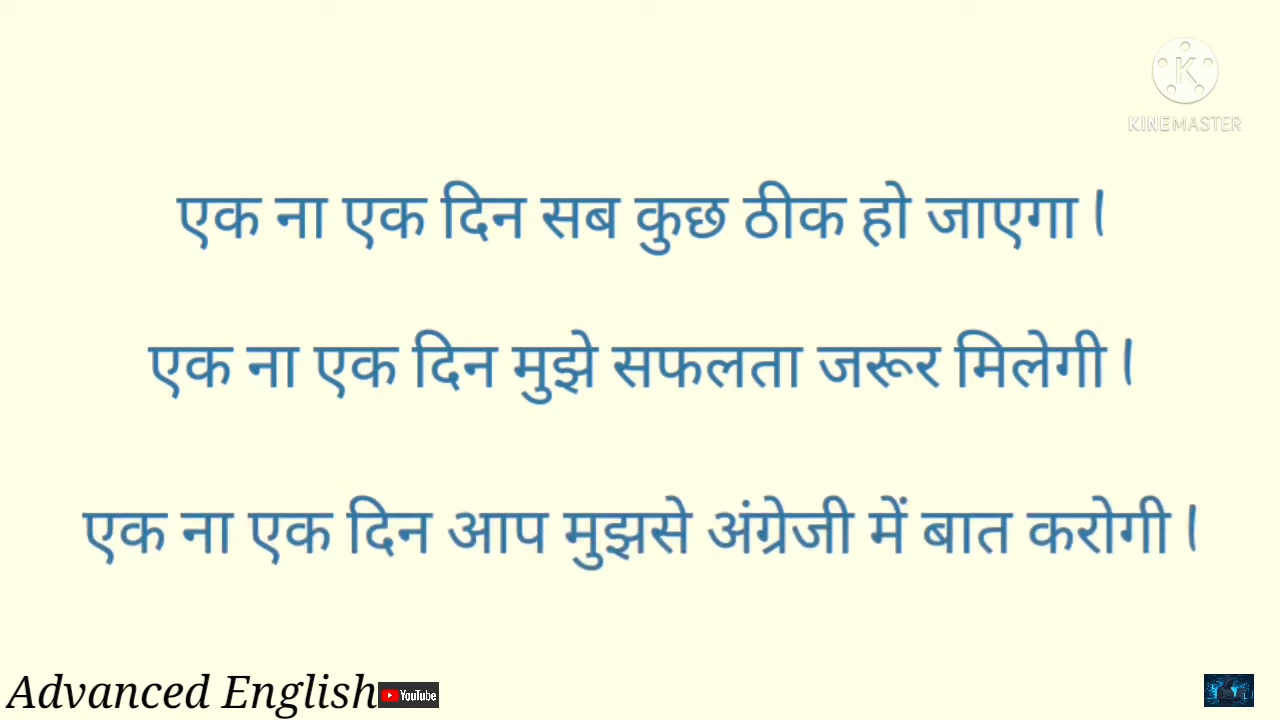 KINEMASTER
एक ना एक दिन सब कुछ ठीक हो जाएगा।
एक ना एक दिन मुझे सफलता जरूर मिलेगी।
एक ना एक दिन आप मुझसे अंग्रेजी में बात करोगी।
Advanced English YouTube